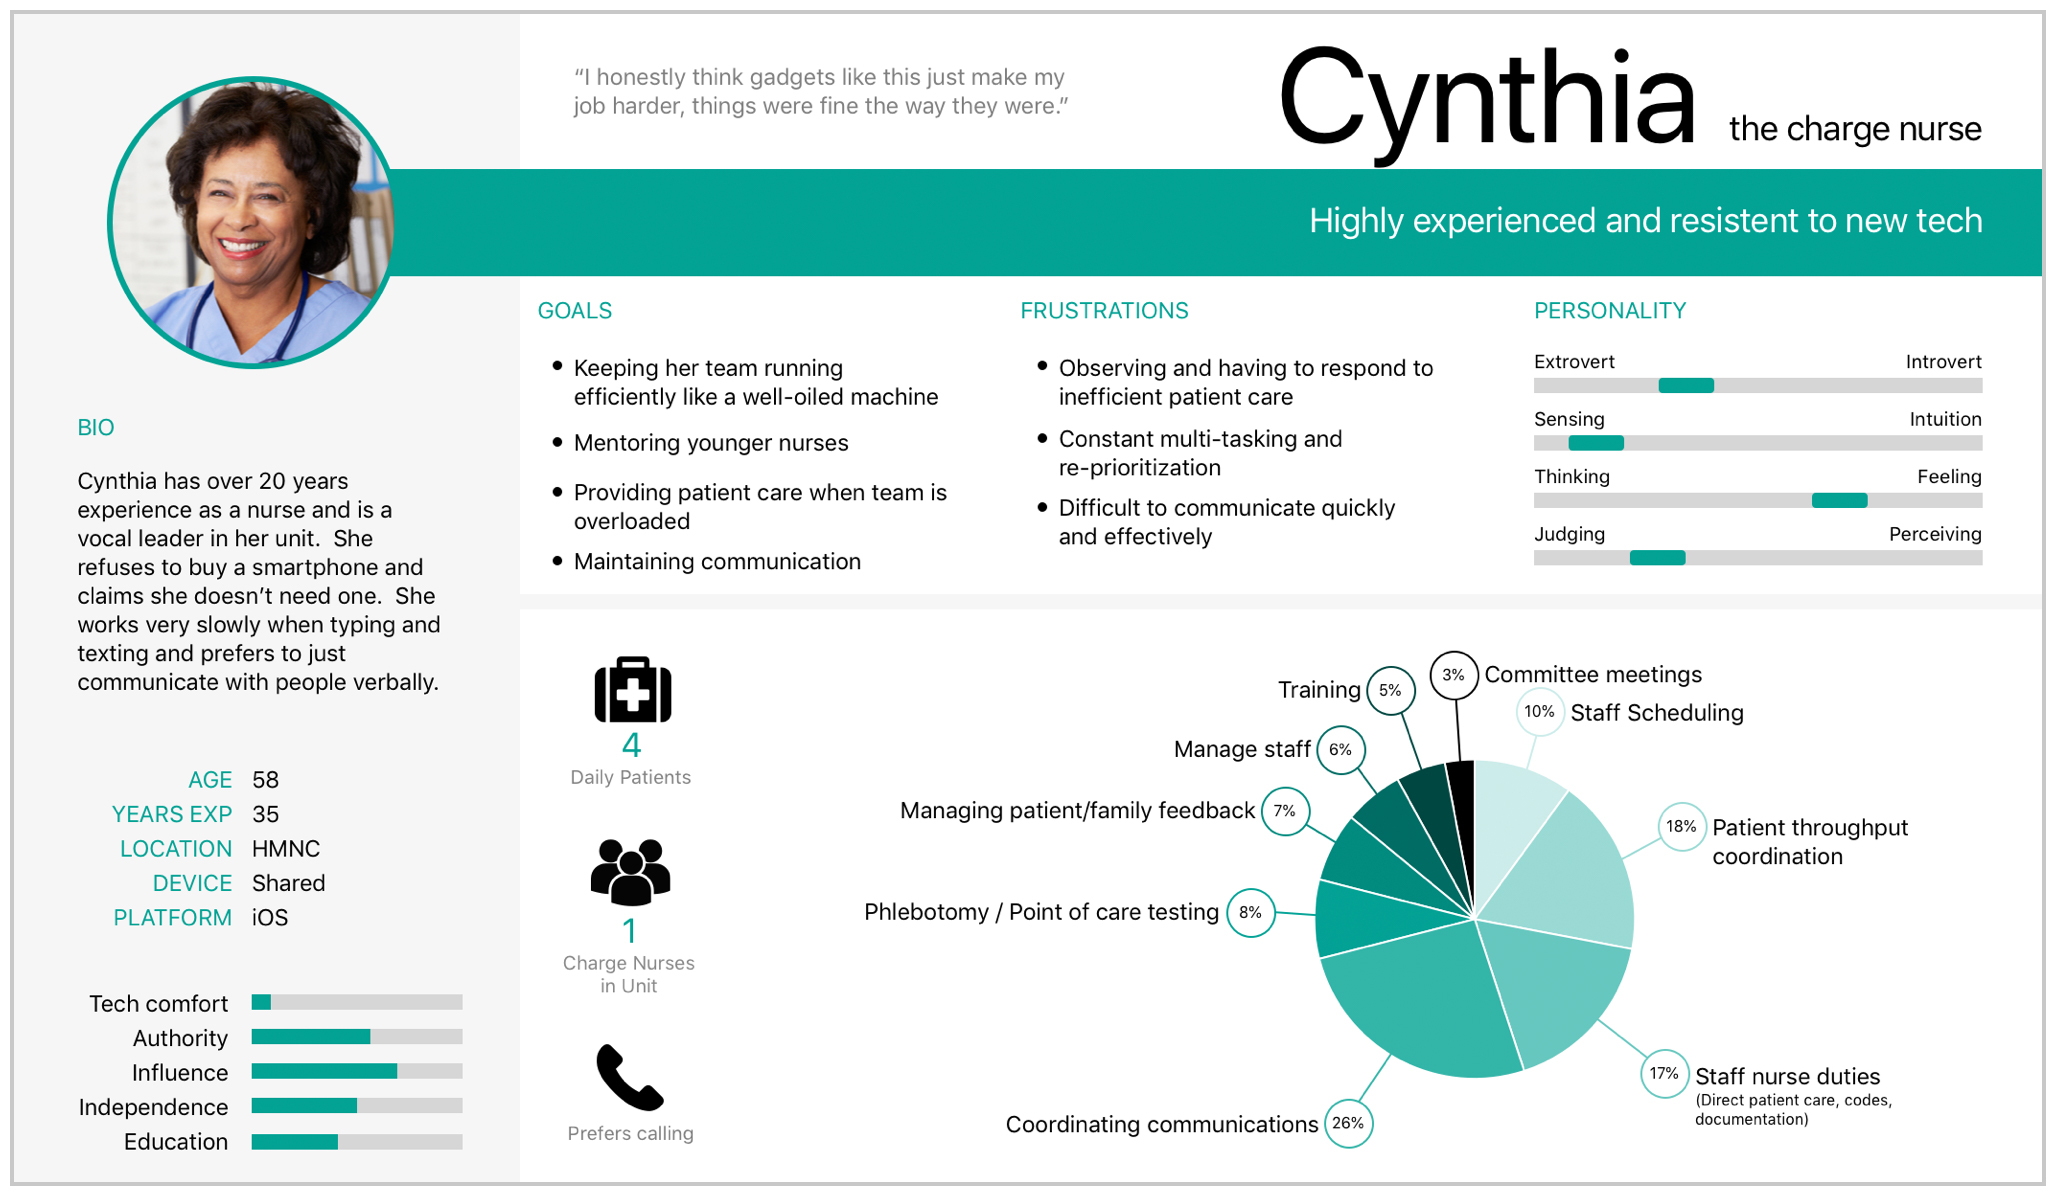 “I honestly think gadgets like this just make my
job harder, things were fine the way they were.”
Cynthia the charge nurse
Highly experienced and resistent to new tech
BIO
Cynthia has over 20 years
experience as a nurse and is a
vocal leader in her unit.  She
refuses to buy a smartphone and
claims she doesn’t need one.  She
works very slowly when typing and
texting and prefers to just
communicate with people verbally.
AGE 58
YEARS EXP 35
LOCATION HMNC
DEVICE Shared
PLATFORM iOS
Tech comfort
Authority
Influence
Independence
Education
GOALS
• Keeping her team running
efficiently like a well-oiled machine
• Mentoring younger nurses
• Providing patient care when team is
overloaded
• Maintaining communication
FRUSTRATIONS
• Observing and having to respond to
inefficient patient care
• Constant multi-tasking and
re-prioritization
• Difficult to communicate quickly
and effectively
PERSONALITY
Extrovert Introvert
Sensing Intuition
Thinking Feeling
Judging Perceiving
4
Daily Patients
1
Charge Nurses
in Unit
Prefers calling
3% Committee meetings
Training 5%
10% Staff Scheduling
Manage staff 6%
Managing patient/family feedback 7%
18% Patient throughput
coordination
Phlebotomy / Point of care testing 8%
17% Staff nurse duties
(Direct patient care, codes,
documentation)
Coordinating communications 26%